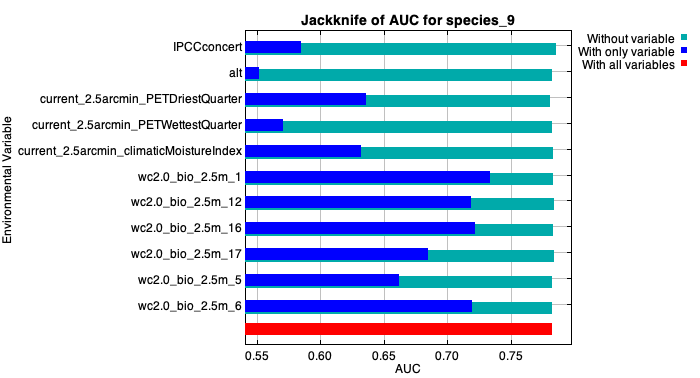 Jackknife of AUC for species_9
Without variable
With only variable
With all variables
Environmental Variable
IPCCconcert
alt
current_2.5arcmin_PETDriestQuarter
current_2.5arcmin_PETWettestQuarter
current_2.5arcmin_climaticMoistureIndex
wc2.0_bio_2.5m_1
wc2.0_bio_2.5m_12
wc2.0_bio_2.5m_16
wc2.0_bio_2.5m_17
wc2.0_bio_2.5m_5
wc2.0_bio_2.5m_6
0.55 0.60 0.65 0.70 0.75
AUC